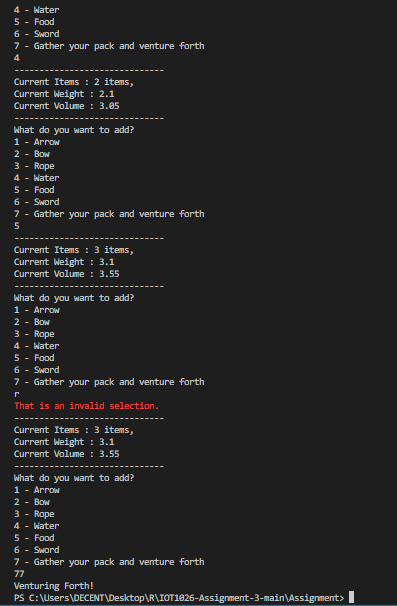 4 - Water
5 - Food
6 - Sword
7 - Gather your pack and venture forth
4
------------------------------
Current Items : 2 items,
Current Weight : 2.1
Current Volume : 3.05
------------------------------
What do you want to add?
1 - Arrow
2 - Bow
3 - Rope
4 - Water
5 - Food
6 - Sword
7 - Gather your pack and venture forth
5
------------------------------
Current Items : 3 items,
Current Weight : 3.1
Current Volume : 3.55
------------------------------
What do you want to add?
1 - Arrow
2 - Bow
3 - Rope
4 - Water
5 - Food
6 - Sword
7 - Gather your pack and venture forth
r
That is an invalid selection.
------------------------------
Current Items : 3 items,
Current Weight : 3.1
Current Volume : 3.55
------------------------------
What do you want to add?
1 - Arrow
2 - Bow
3 - Rope
4 - Water
5 - Food
6 - Sword
7 - Gather your pack and venture forth
77
Venturing Forth!
PS C:\Users\DECENT\Desktop\R\IOT1026-Assignment-3-main\Assignment>